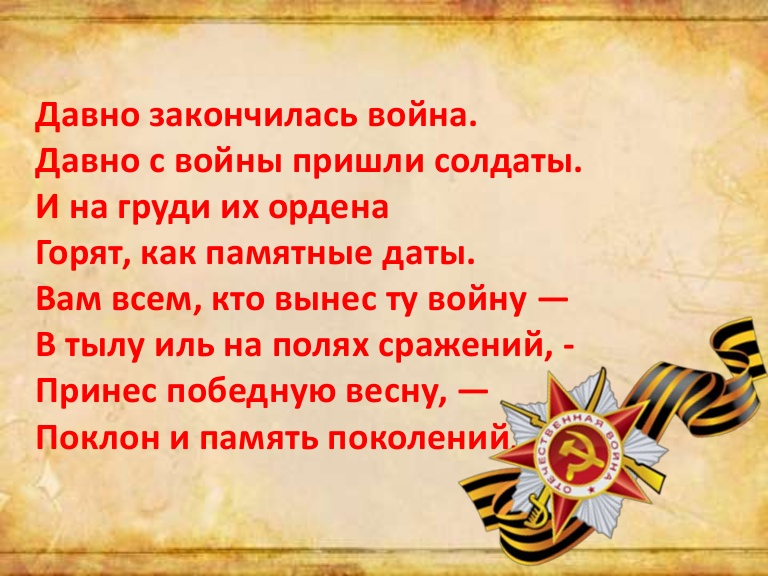 Давно закончилась война.
Давно с войны пришли солдаты.
И на груди их ордена
Горят, как памятные даты.
Вам всем, кто вынес ту войну —
В тылу иль на полях сражений, -
Принес победную весну, —
Поклон и память поколений.
ОТЕЧЕСТВЕННАЯ ВОЙНА